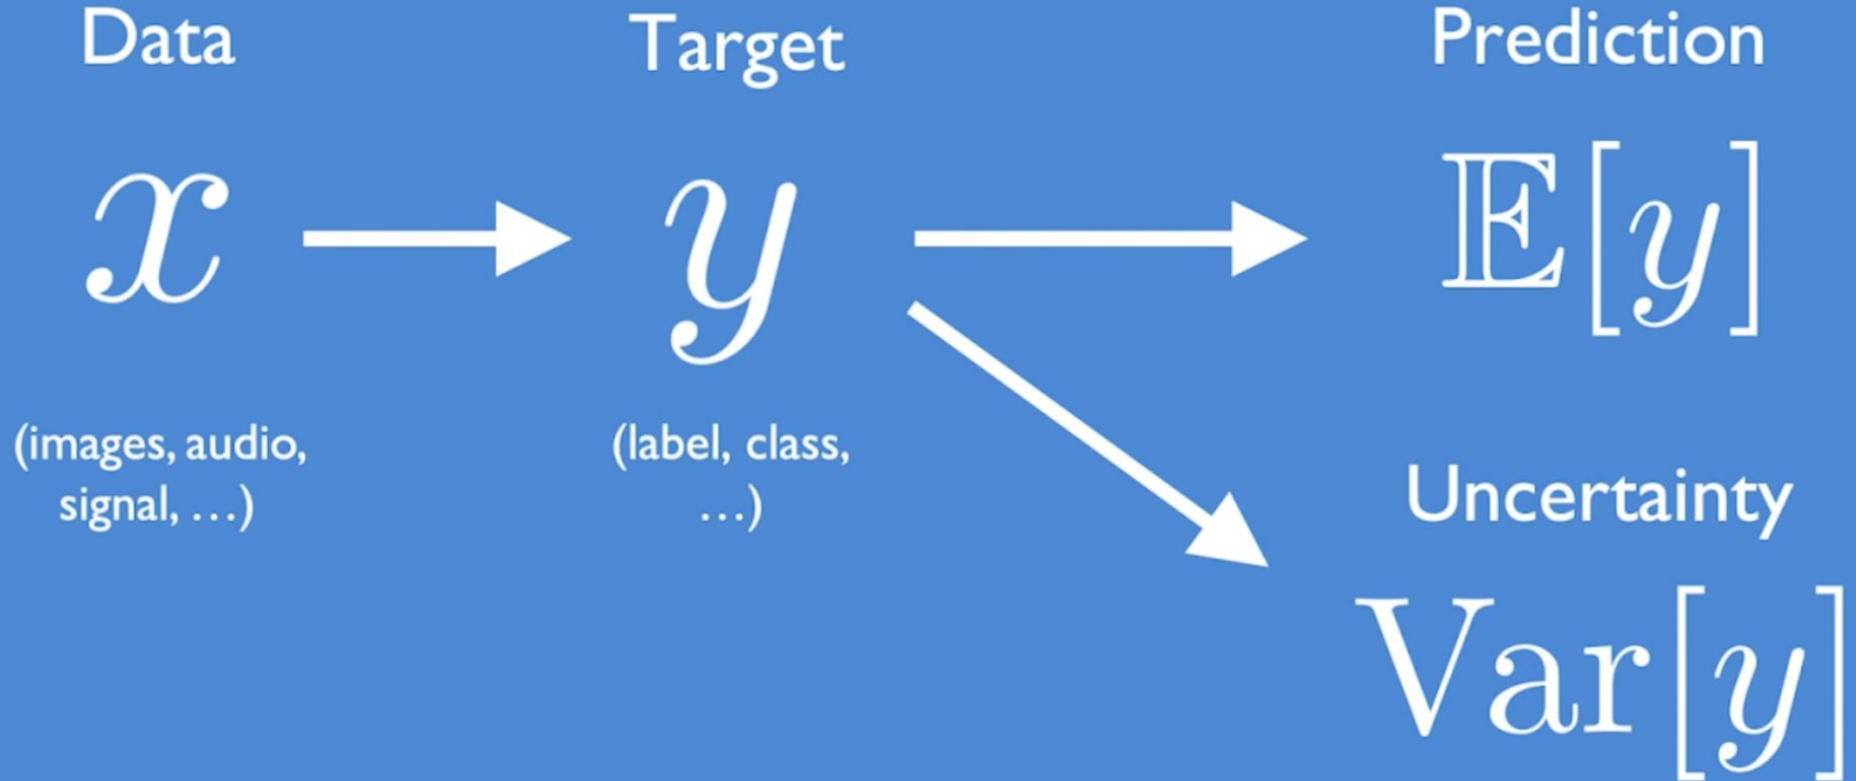 Data
x
(images, audio,
signal, …)
Target
y
(label, class,
…)
Prediction
𝔼[y]
Uncertainty
Var[y]